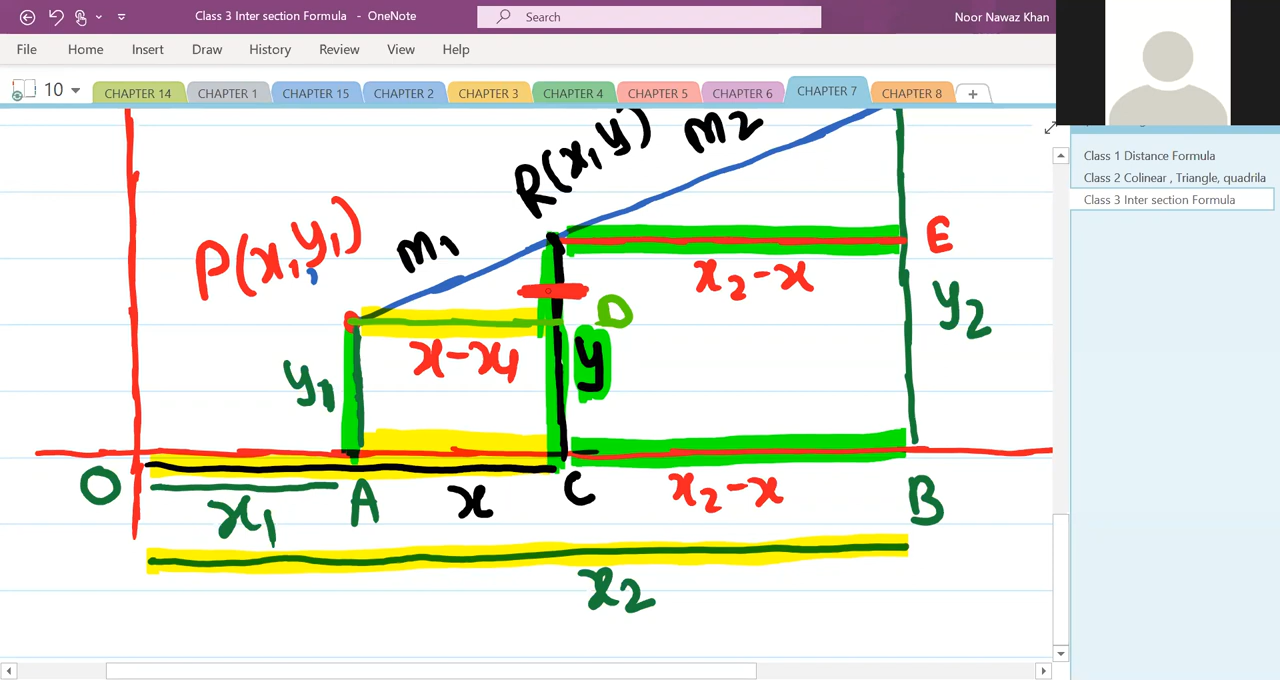 Class 3 Inter section Formula - OneNote
Search
Noor Nawaz Khan
File Home Insert Draw History Review View Help
10
CHAPTER 14 CHAPTER 1 CHAPTER 15 CHAPTER 2 CHAPTER 3 CHAPTER 4 CHAPTER 5 CHAPTER 6 CHAPTER 7 CHAPTER 8 +
Class 1 Distance Formula
Class 2 Colinear , Triangle, quadrila
Class 3 Inter section Formula
R(x,y) m2
P(x,y1) m1
E
x2-x
y2
D
x-x1
y
y1
O
x1
A
x
C
x2-x
B
x2